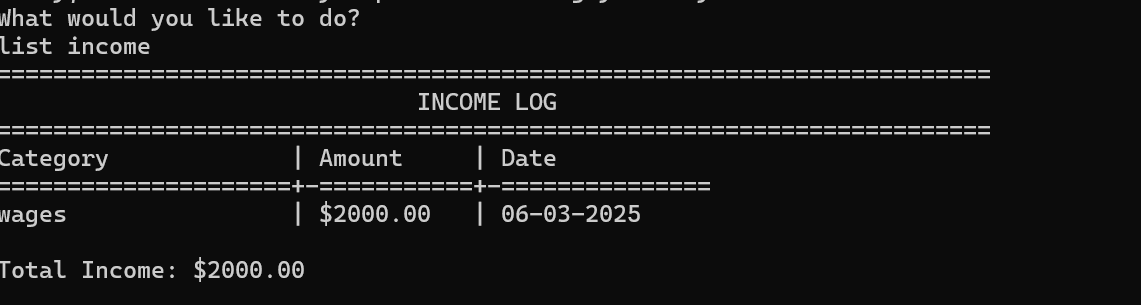 What would you like to do?
list income
=======================================================================
INCOME LOG
=======================================================================
Category             | Amount     | Date
=====================+-===========+-===============
wages                | $2000.00   | 06-03-2025
Total Income: $2000.00